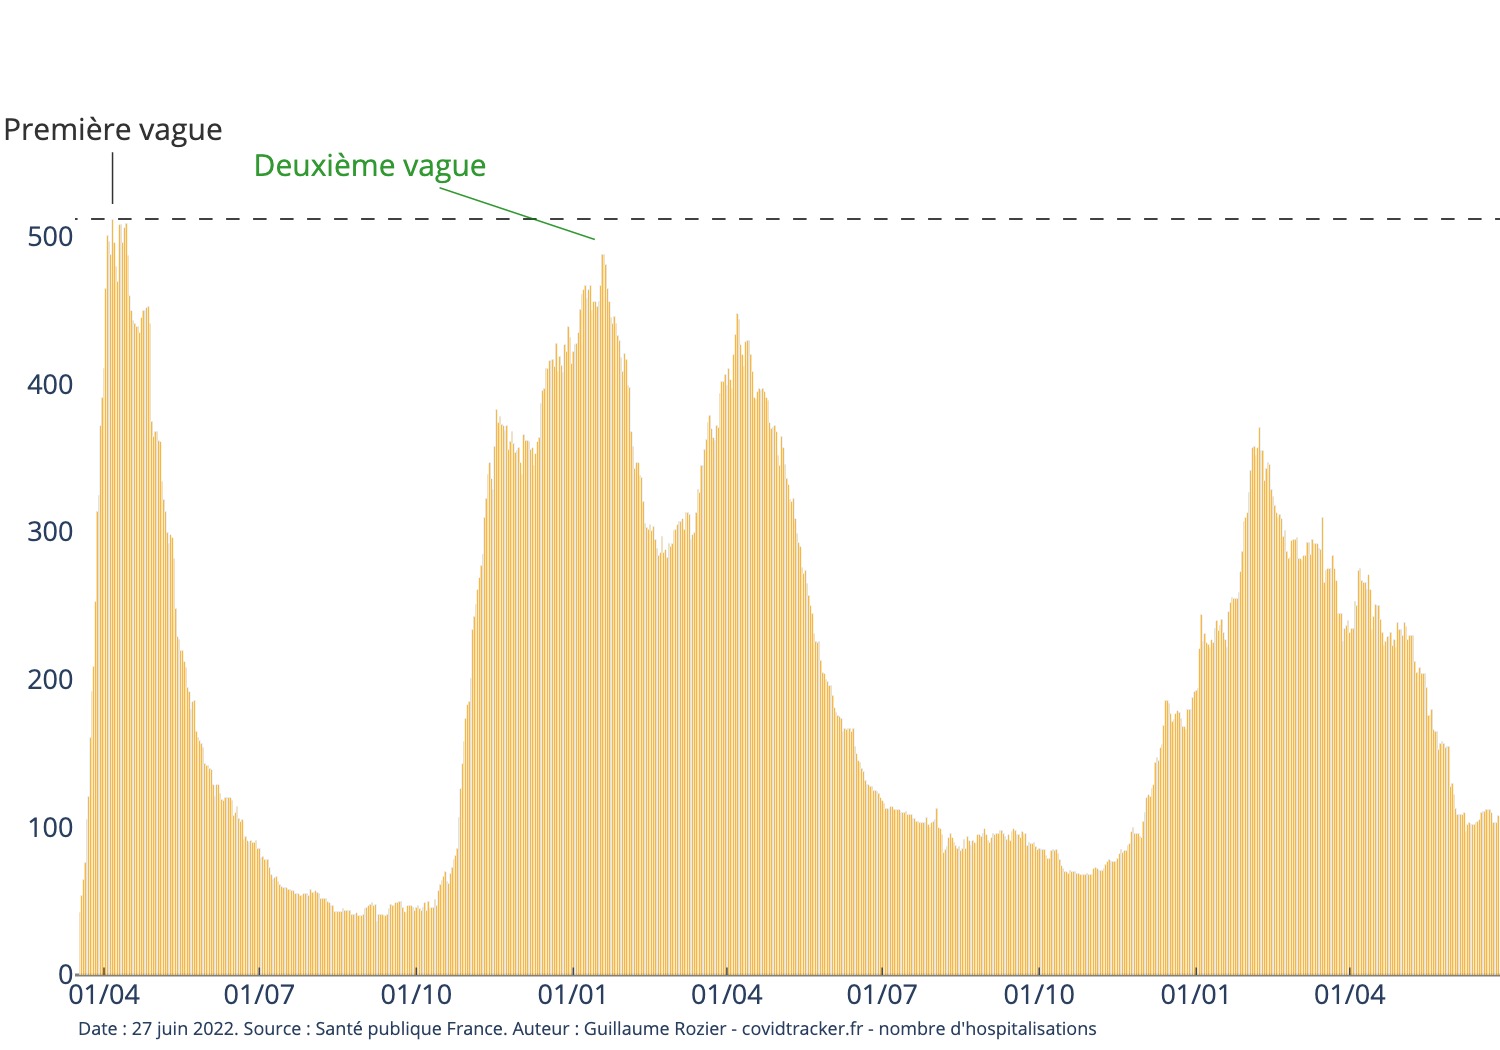 Première vague
Deuxième vague
500
400
300
200
100
0
01/04 01/07 01/10 01/01 01/04 01/07 01/10 01/01 01/04
Date : 27 juin 2022. Source : Santé publique France. Auteur : Guillaume Rozier - covidtracker.fr - nombre d'hospitalisations